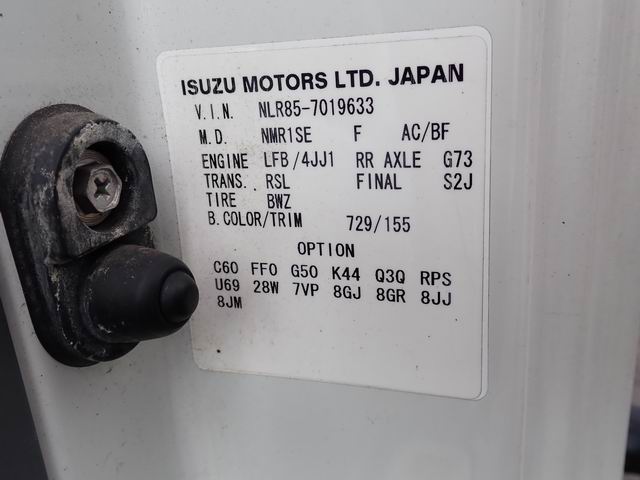 ISUZU MOTORS LTD. JAPAN
V.I.N. NLR85-7019633
M.D. NMR1SE F AC/BF
ENGINE LFB/4JJ1 RR AXLE G73
TRANS. RSL FINAL S2J
TIRE BWZ
B.COLOR/TRIM 729/155
OPTION
C60 FF0 G50 K44 Q3Q RPS
U69 28W 7VP 8GJ 8GR 8JJ
8JM